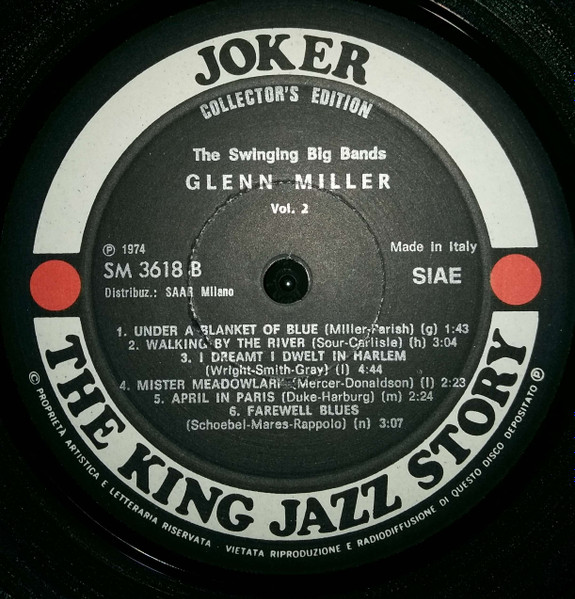 JOKER
COLLECTOR'S EDITION
The Swinging Big Bands
GLENN MILLER
Vol. 2
Ⓟ 1974
Made in Italy
SM 3618 B
SIAE
Distribuz.: SAAR Milano
1. UNDER A BLANKET OF BLUE (Miller-Parish) (g) 1:43
2. WALKING BY THE RIVER (Sour-Carlisle) (h) 3:04
3. I DREAMT I DWELT IN HARLEM
(Wright-Smith-Gray) (l) 4:44
4. MISTER MEADOWLARK (Mercer-Donaldson) (l) 2:23
5. APRIL IN PARIS (Duke-Harburg) (m) 2:24
6. FAREWELL BLUES
(Schoebel-Mares-Rappolo) (n) 3:07
THE KING JAZZ STORY
© PROPRIETÀ ARTISTICA E LETTERARIA RISERVATA - VIETATA RIPRODUZIONE E RADIODIFFUSIONE DI QUESTO DISCO DEPOSITATO Ⓟ